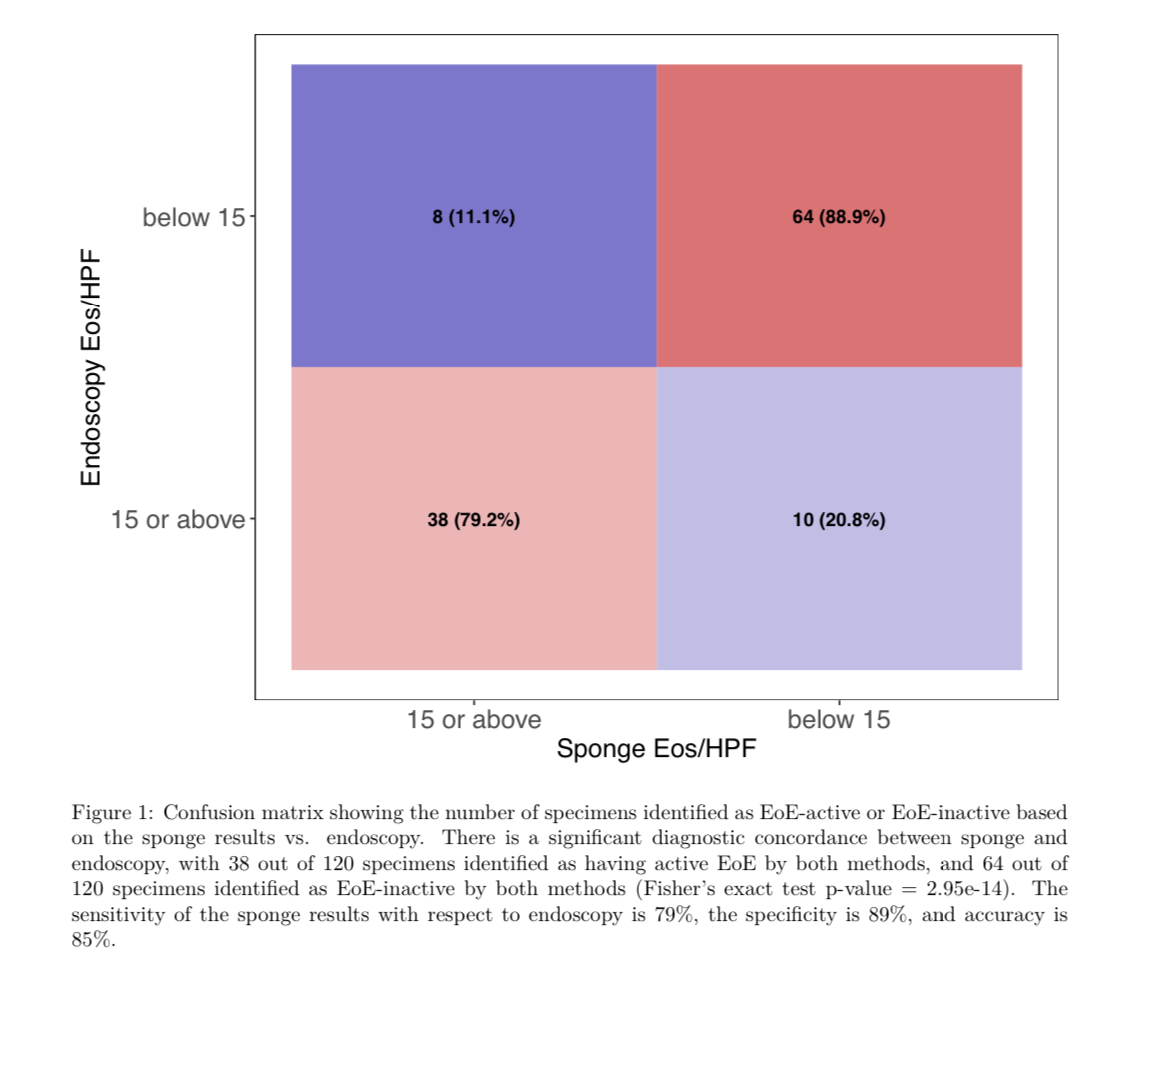 below 15
8 (11.1%)
64 (88.9%)
Endoscopy Eos/HPF
15 or above
38 (79.2%)
10 (20.8%)
15 or above
below 15
Sponge Eos/HPF
Figure 1: Confusion matrix showing the number of specimens identified as EoE-active or EoE-inactive based
on the sponge results vs. endoscopy. There is a significant diagnostic concordance between sponge and
endoscopy, with 38 out of 120 specimens identified as having active EoE by both methods, and 64 out of
120 specimens identified as EoE-inactive by both methods (Fisher's exact test p-value = 2.95e-14). The
sensitivity of the sponge results with respect to endoscopy is 79%, the specificity is 89%, and accuracy is
85%.